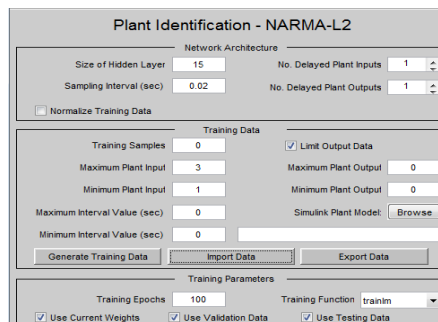 Plant Identification - NARMA-L2
Network Architecture
Size of Hidden Layer 15 No. Delayed Plant Inputs 1
Sampling Interval (sec) 0.02 No. Delayed Plant Outputs 1
Normalize Training Data
Training Data
Training Samples 0 Limit Output Data
Maximum Plant Input 3 Maximum Plant Output 0
Minimum Plant Input 1 Minimum Plant Output 0
Maximum Interval Value (sec) 0 Simulink Plant Model: Browse
Minimum Interval Value (sec) 0
Generate Training Data Import Data Export Data
Training Parameters
Training Epochs 100 Training Function trainlm
Use Current Weights Use Validation Data Use Testing Data